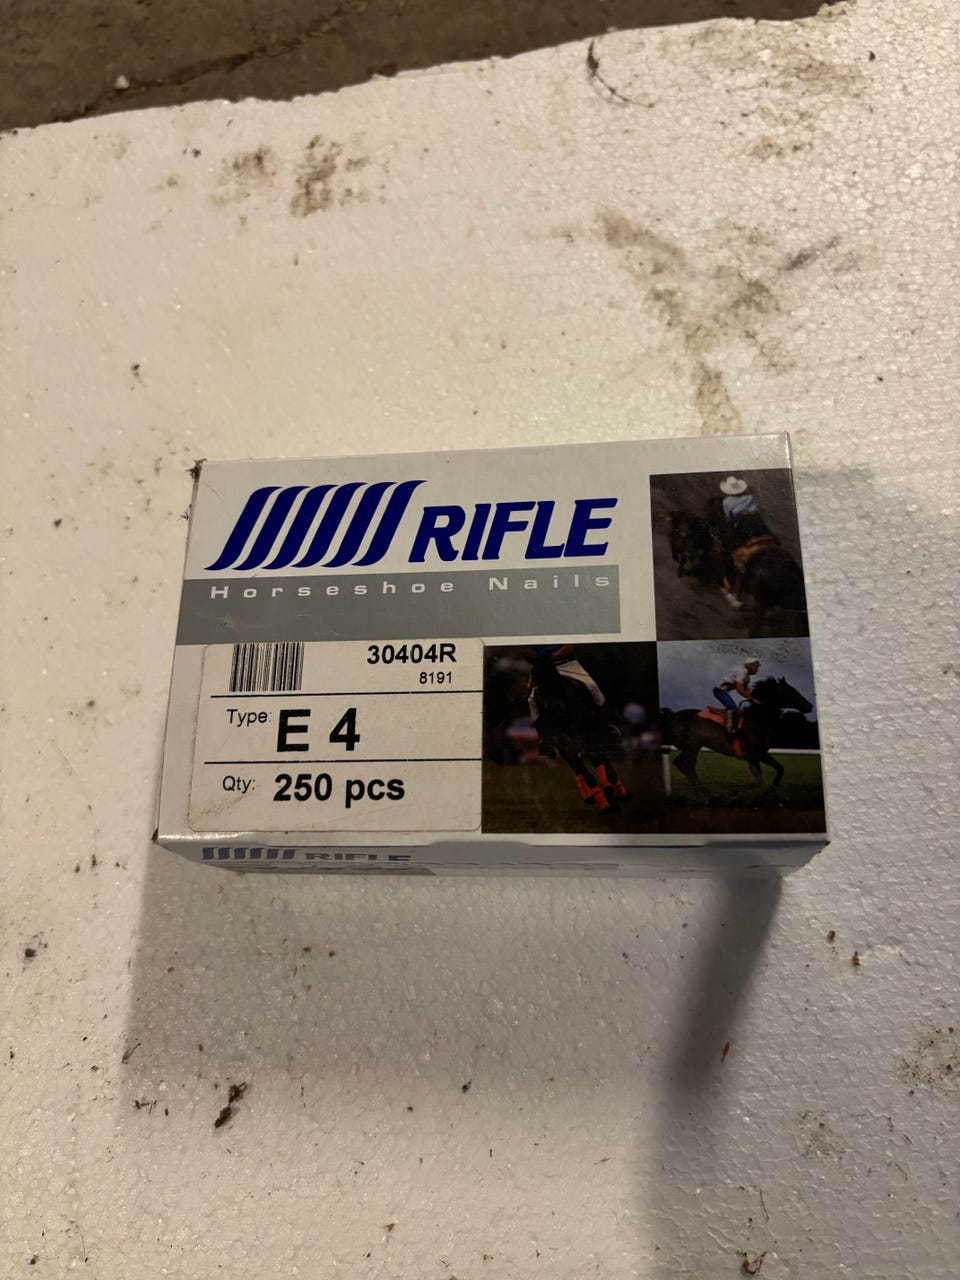 RIFLE
Horseshoe Nails
30404R
8191
Type: E 4
Qty: 250 pcs
RIFLE